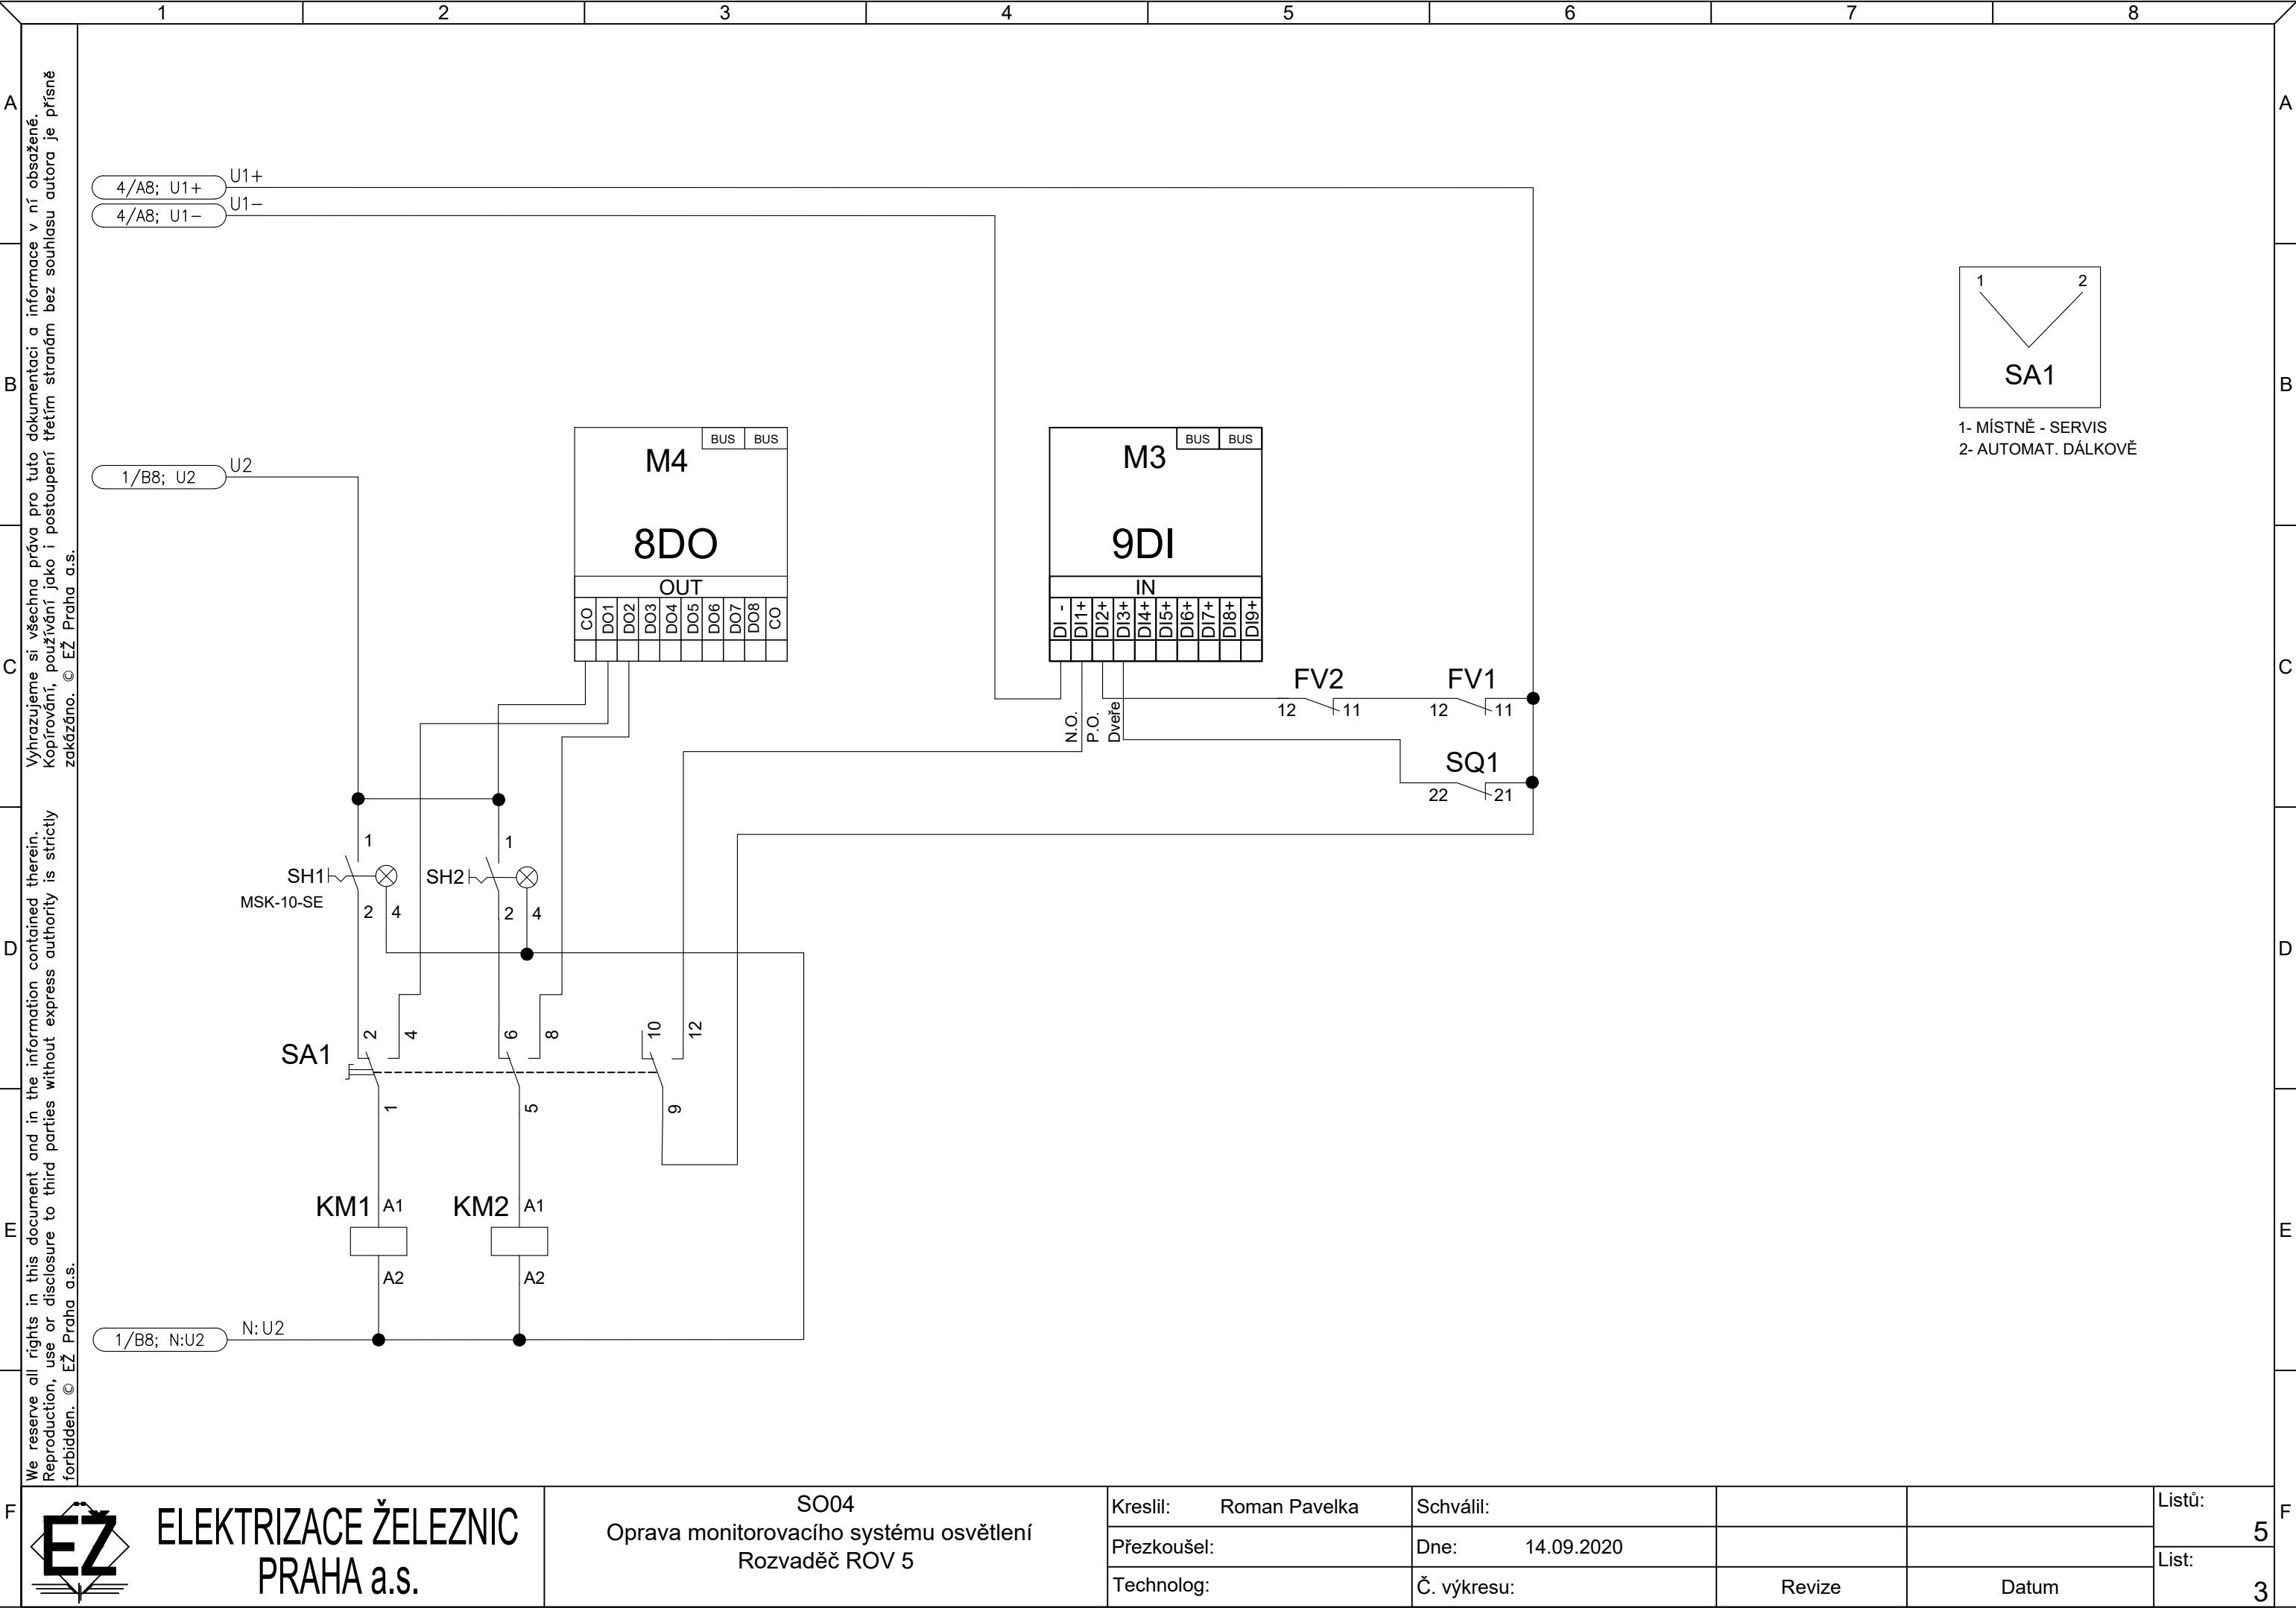 1 2 3 4 5 6 7 8
A A
B B
C C
D D
E E
F F
Vyhrazujeme si všechna práva pro tuto dokumentaci a informace v ní obsažené.
Kopírování, používání jako i postoupení třetím stranám bez souhlasu autora je přísně
zakázáno. © EŽ Praha a.s.
We reserve all rights in this document and in the information contained therein.
Reproduction, use or disclosure to third parties without express authority is strictly
forbidden. © EŽ Praha a.s.
4/A8; U1+ U1+
4/A8; U1- U1-
1/B8; U2 U2
M4
BUS BUS
8DO
OUT
CO DO1 DO2 DO3 DO4 DO5 DO6 DO7 DO8 CO
M3
BUS BUS
9DI
IN
DI - DI1+ DI2+ DI3+ DI4+ DI5+ DI6+ DI7+ DI8+ DI9+
N.O.
P.O.
Dveře
FV2
12 11
FV1
12 11
SQ1
22 21
1 2
SA1
1- MÍSTNĚ - SERVIS
2- AUTOMAT. DÁLKOVĚ
1
SH1
MSK-10-SE
2 4
1
SH2
2 4
SA1
2 4 6 8 10 12
1 5 9
KM1 A1
A2
KM2 A1
A2
1/B8; N:U2 N:U2
EŽ
ELEKTRIZACE ŽELEZNIC
PRAHA a.s.
SO04
Oprava monitorovacího systému osvětlení
Rozvaděč ROV 5
Kreslil: Roman Pavelka
Přezkoušel:
Technolog:
Schválil:
Dne: 14.09.2020
Č. výkresu:
Revize
Datum
Listů:
5
List:
3